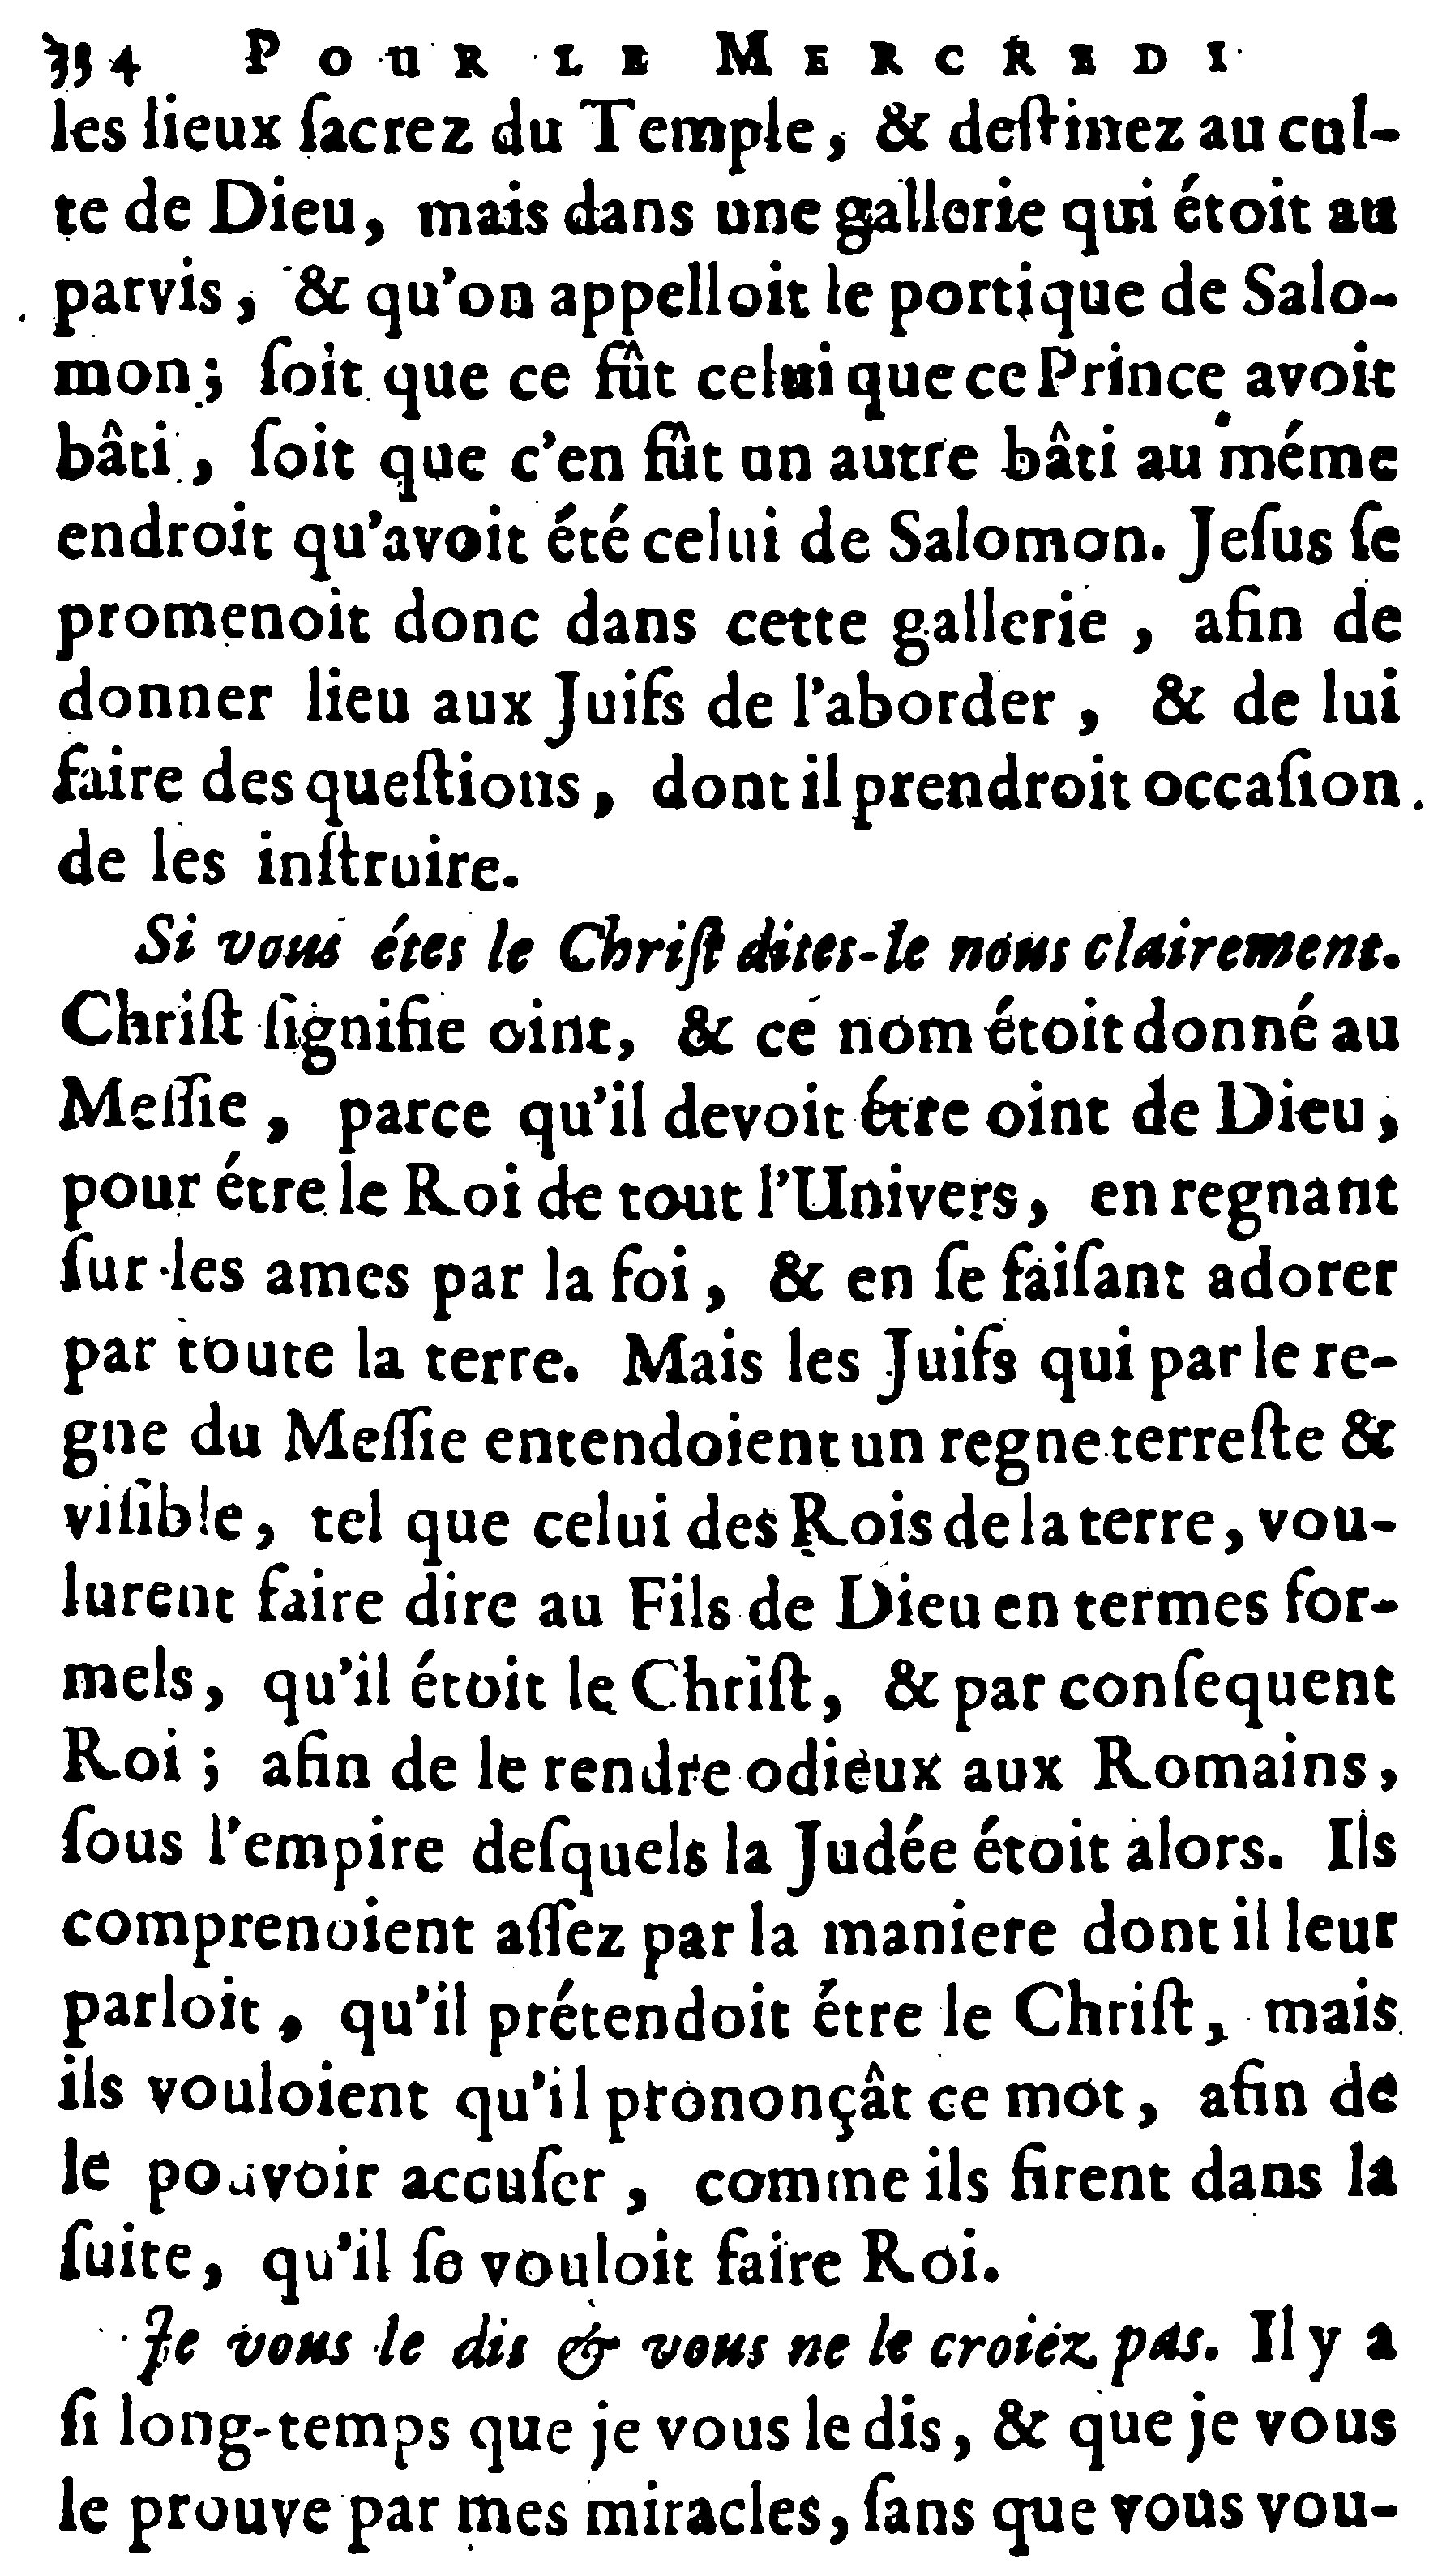 354 POUR LE MERCREDI
les lieux ſacrez du Temple, & deſtinez au cul-
te de Dieu, mais dans une gallerie qui étoit au
parvis, & qu'on appelloit le portique de Salo-
mon; ſoit que ce fût celui que ce Prince avoit
bâti, ſoit que c'en fût un autre bâti au méme
endroit qu'avoit été celui de Salomon. Jeſus ſe
promenoit donc dans cette gallerie, afin de
donner lieu aux Juifs de l'aborder, & de lui
faire des queſtions, dont il prendroit occaſion
de les inſtruire.
Si vous étes le Chriſt dites-le nous clairement.
Chriſt ſignifie oint, & ce nom étoit donné au
Meſſie, parce qu'il devoit étre oint de Dieu,
pour étre le Roi de tout l'Univers, en regnant
ſur les ames par la foi, & en ſe faiſant adorer
par toute la terre. Mais les Juifs qui par le re-
gne du Meſſie entendoient un regne terreſte &
viſible, tel que celui des Rois de la terre, vou-
lurent faire dire au Fils de Dieu en termes for-
mels, qu'il étoit le Chriſt, & par conſequent
Roi; afin de le rendre odieux aux Romains,
ſous l'empire deſquels la Judée étoit alors. Ils
comprenoient aſſez par la maniere dont il leur
parloit, qu'il prétendoit étre le Chriſt, mais
ils vouloient qu'il prononçât ce mot, afin de
le pouvoir accuſer, comme ils firent dans la
ſuite, qu'il ſe vouloit faire Roi.
Je vous le dis & vous ne le croiez pas. Il y a
ſi long-temps que je vous le dis, & que je vous
le prouve par mes miracles, ſans que vous vou-